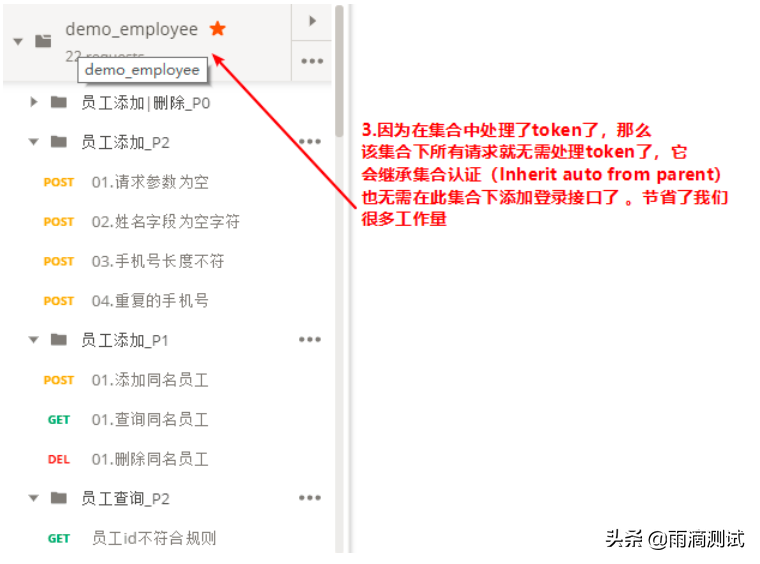 demo_employee
22 requests
demo_employee
员工添加|删除_P0
员工添加_P2
POST 01.请求参数为空
POST 02.姓名字段为空字符
POST 03.手机号长度不符
POST 04.重复的手机号
员工添加_P1
POST 01.添加同名员工
GET 01.查询同名员工
DEL 01.删除同名员工
员工查询_P2
GET 员工id不符合规则
3.因为在集合中处理了token了，那么
该集合下所有请求就无需处理token了，它
会继承集合认证（Inherit auto from parent）
也无需在此集合下添加登录接口了 。节省了我们
很多工作量
头条 @雨滴测试